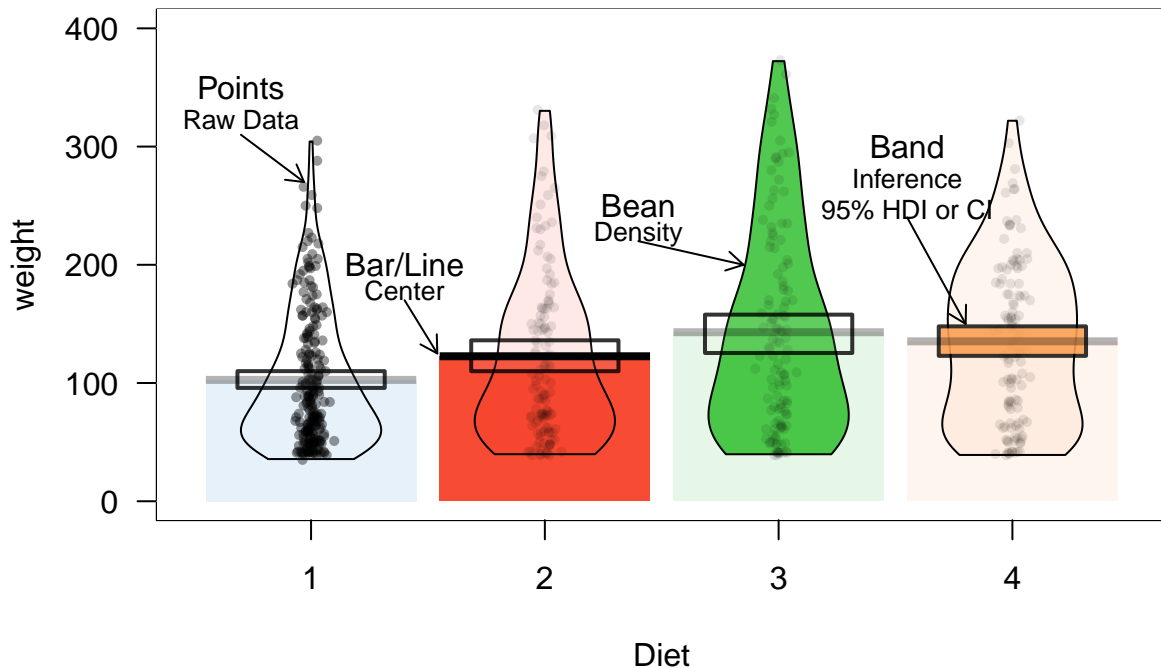 400
300
200
100
0
weight
Points
Raw Data
Bar/Line
Center
Bean
Density
Band
Inference
95% HDI or CI
1
2
3
4
Diet